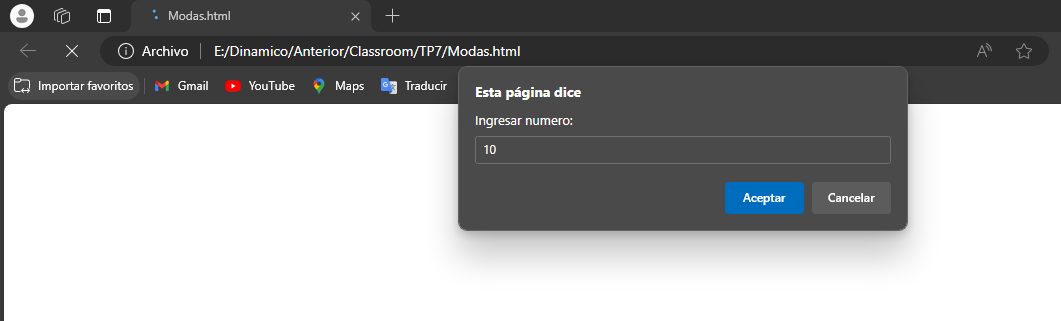 Modas.html
Archivo E:/Dinamico/Anterior/Classroom/TP7/Modas.html
Importar favoritos Gmail YouTube Maps Traducir
Esta página dice
Ingresar numero:
10
Aceptar Cancelar